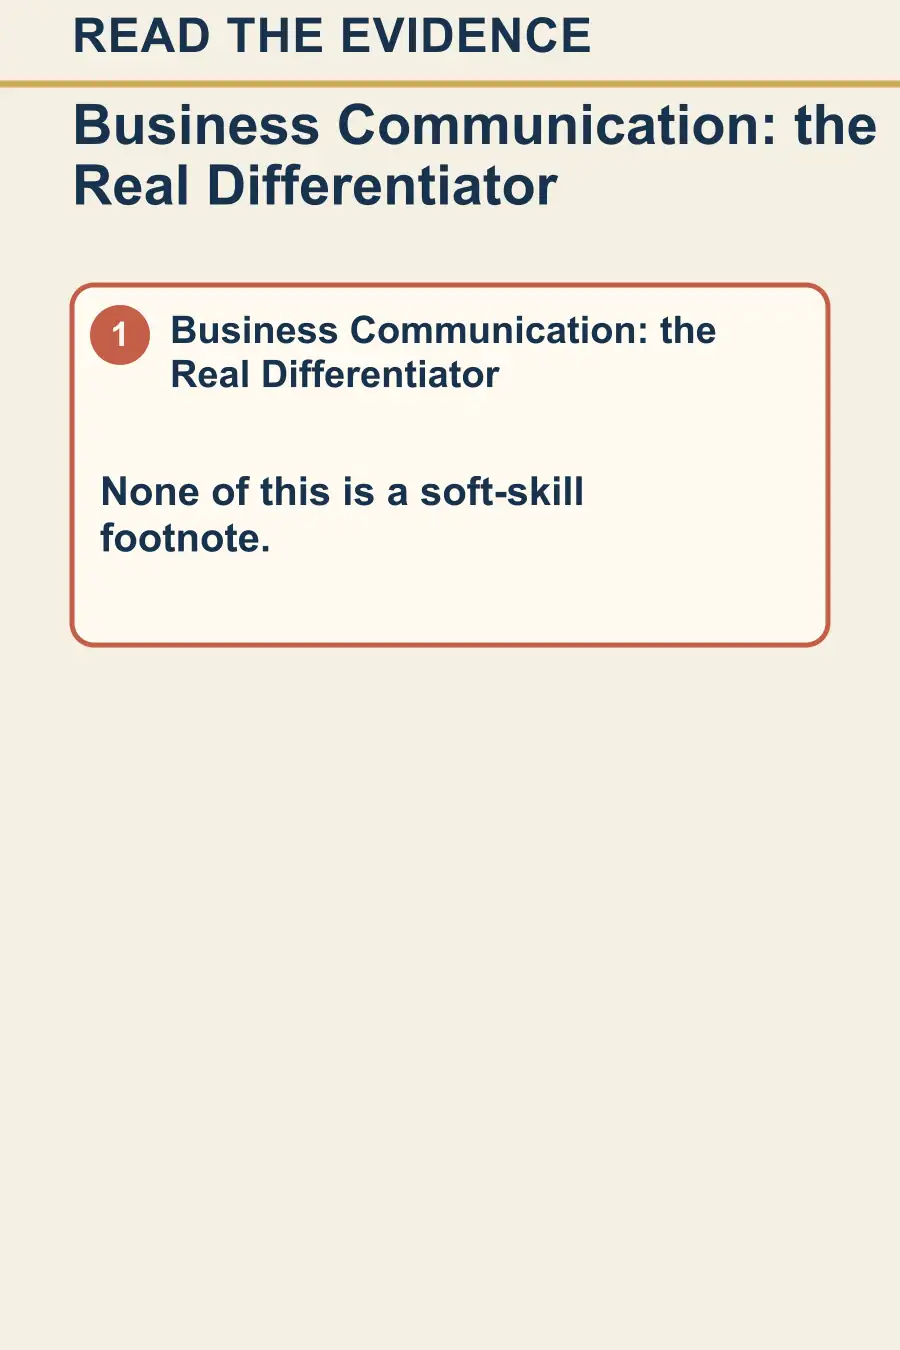 READ THE EVIDENCE
Business Communication: the
Real Differentiator
1
Business Communication: the
Real Differentiator
None of this is a soft-skill
footnote.